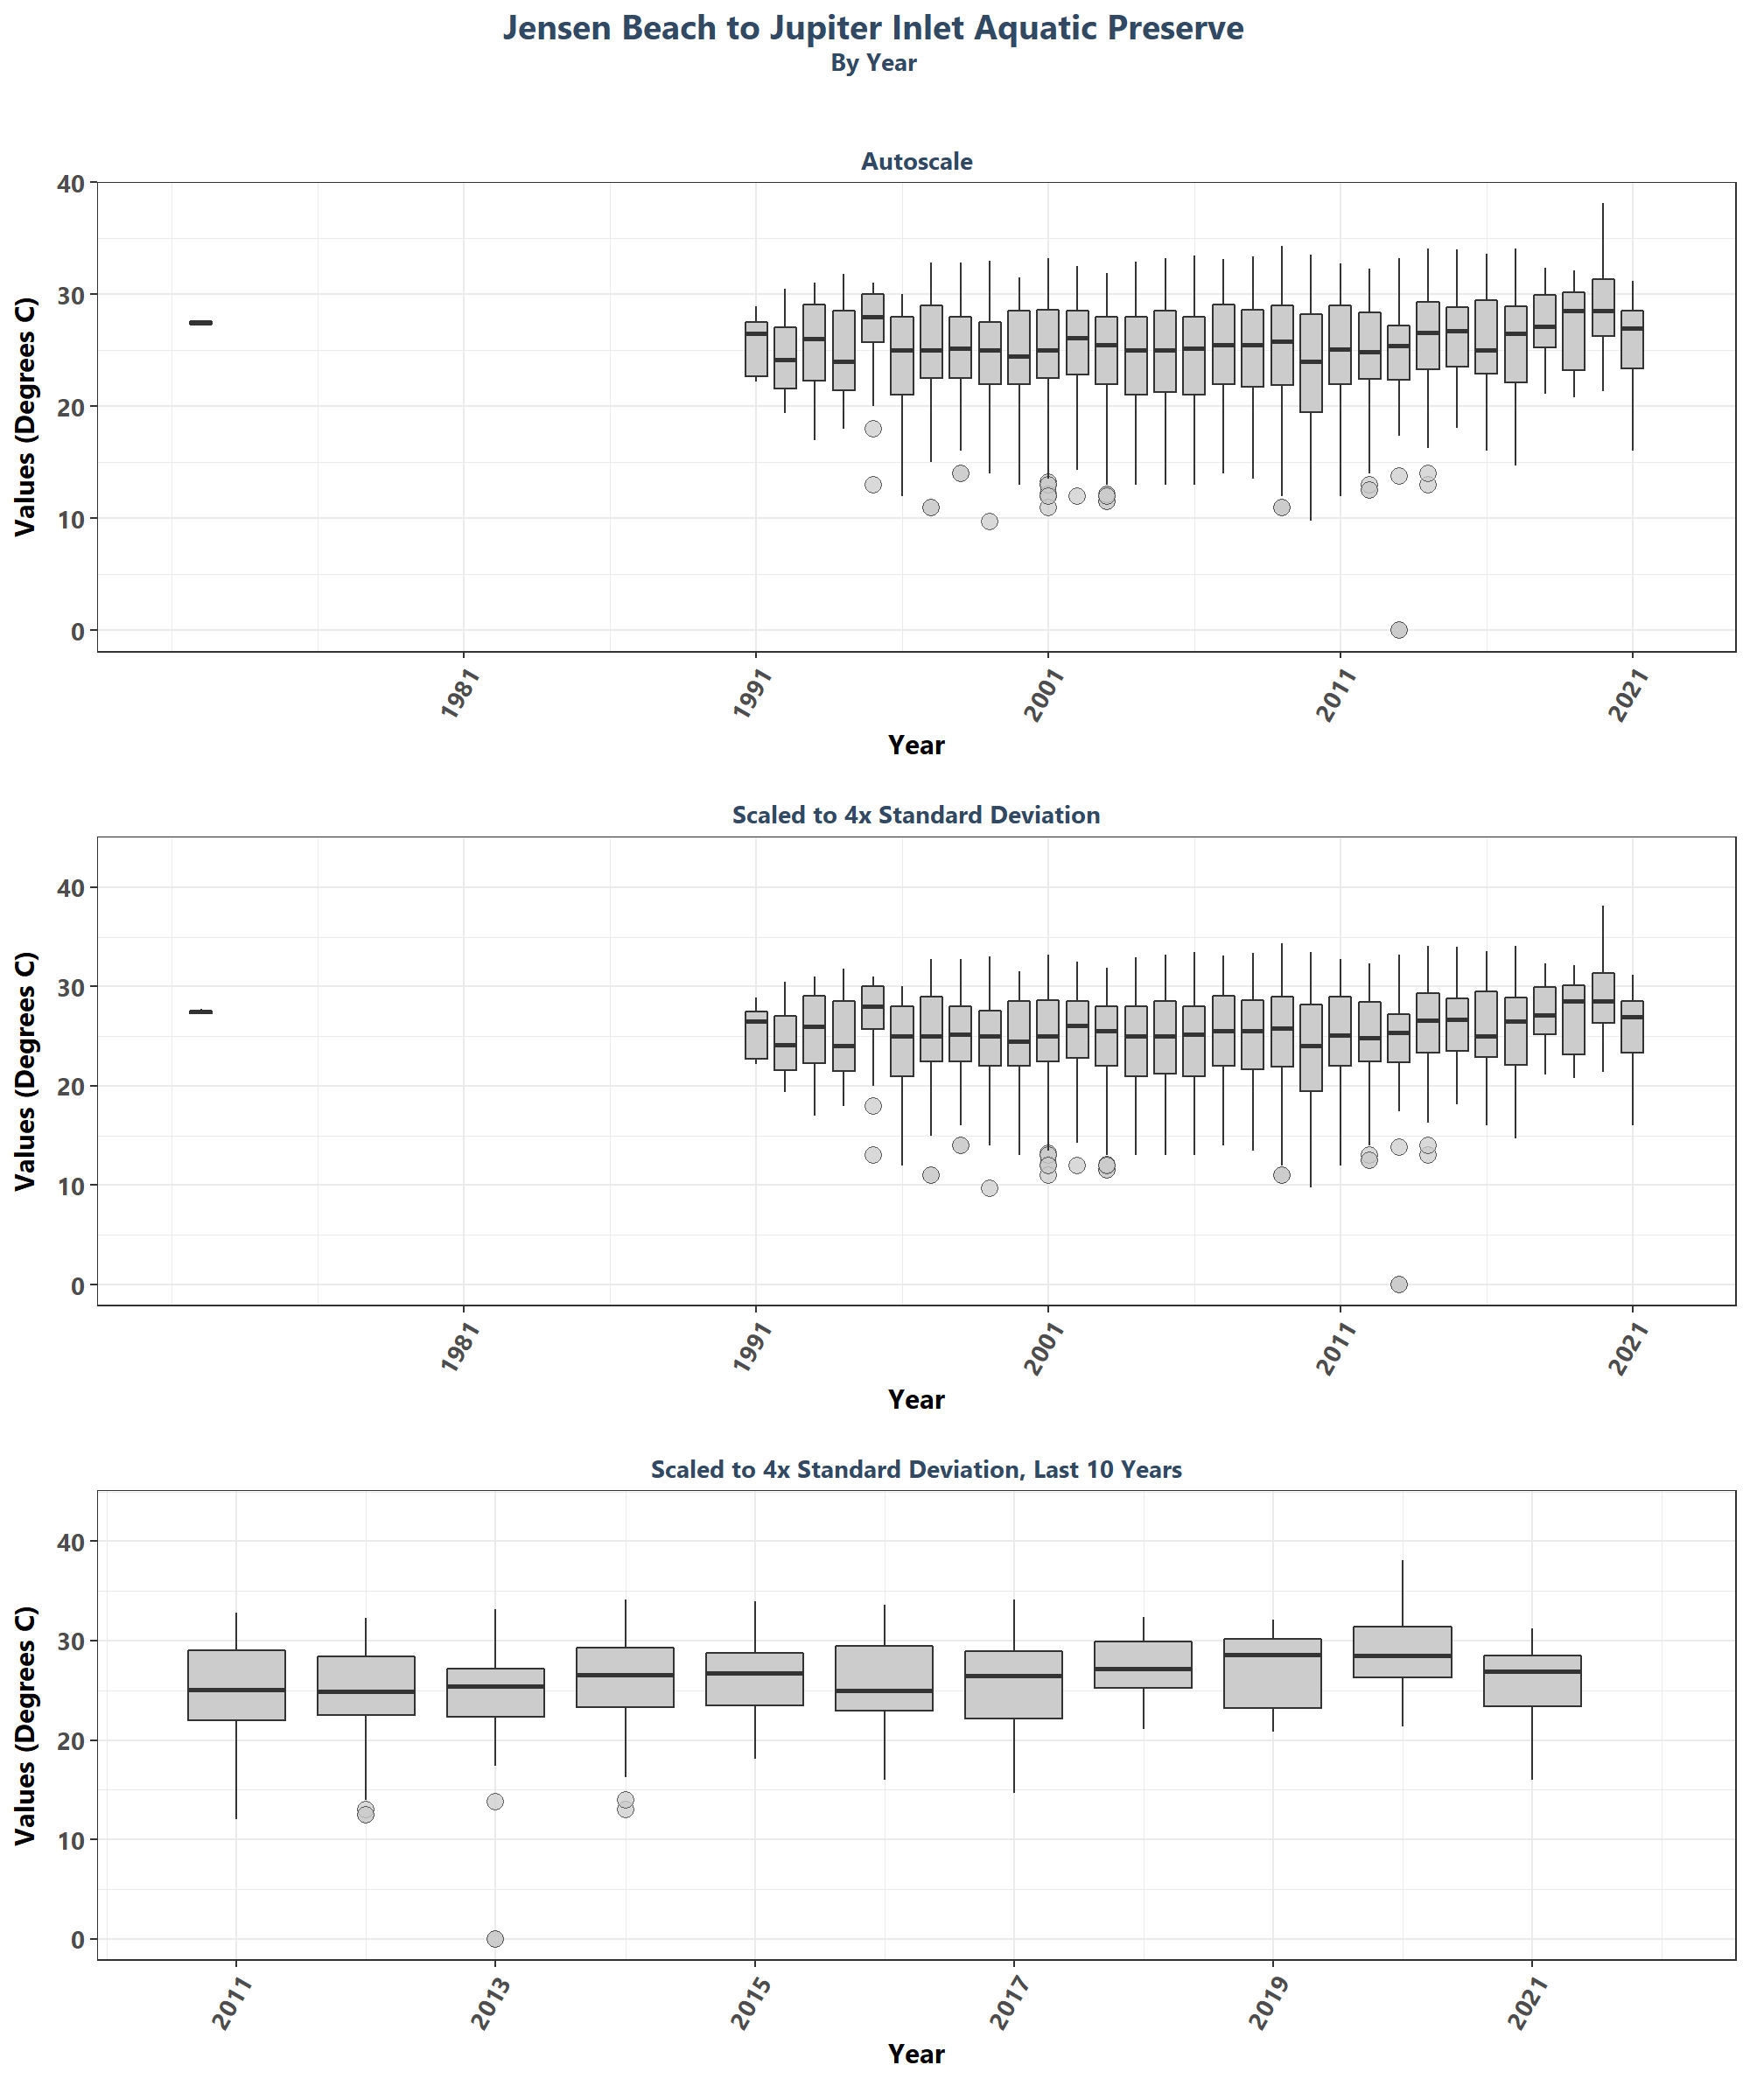 Jensen Beach to Jupiter Inlet Aquatic Preserve
By Year
Autoscale
Values (Degrees C)
40
30
20
10
0
1981
1991
2001
2011
2021
Year
Scaled to 4x Standard Deviation
Values (Degrees C)
40
30
20
10
0
1981
1991
2001
2011
2021
Year
Scaled to 4x Standard Deviation, Last 10 Years
Values (Degrees C)
40
30
20
10
0
2011
2013
2015
2017
2019
2021
Year